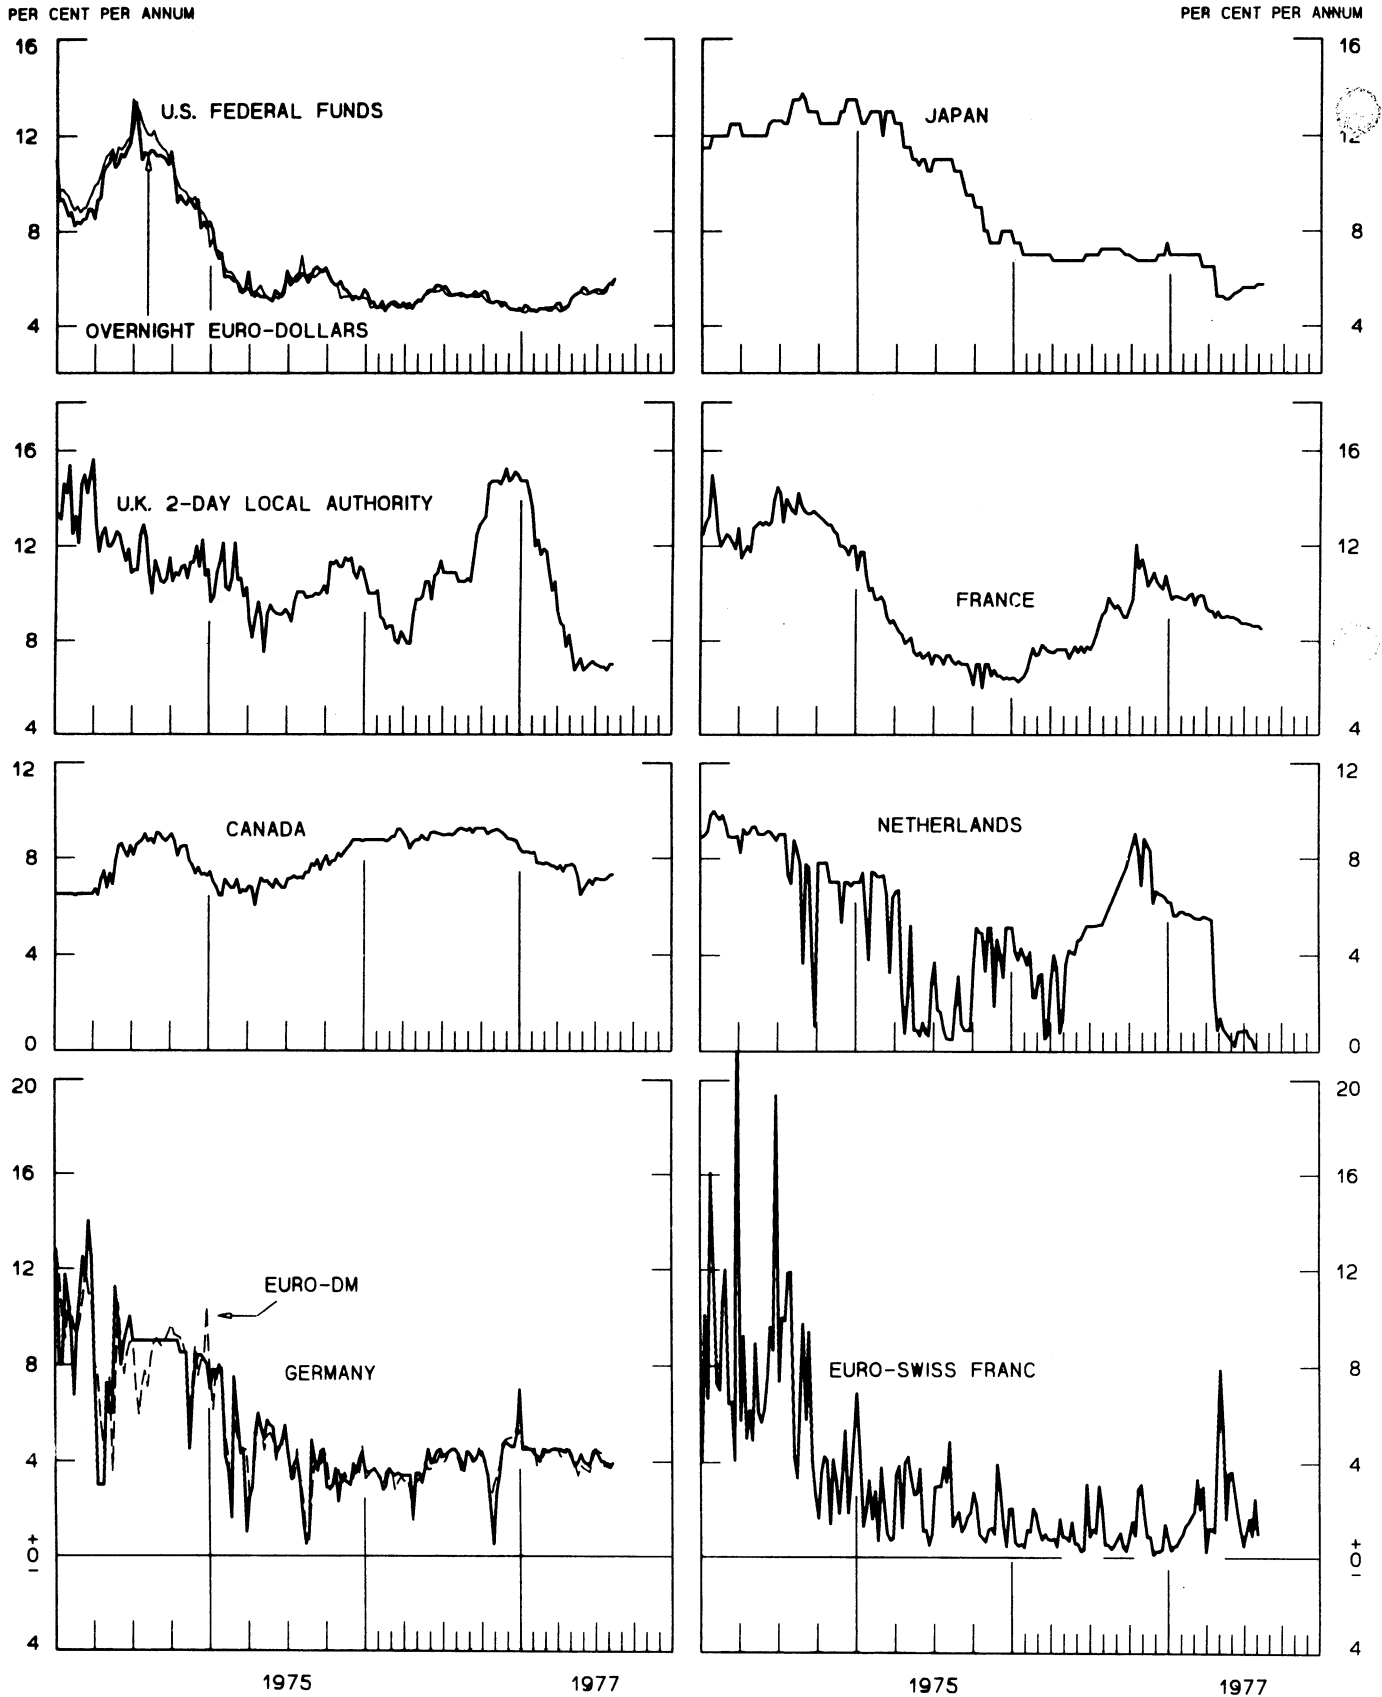 PER CENT PER ANNUM PER CENT PER ANNUM
16 16
U.S. FEDERAL FUNDS JAPAN
12 12
8 8
4 OVERNIGHT EURO-DOLLARS 4
16 16
U.K. 2-DAY LOCAL AUTHORITY
12 12
FRANCE
8 8
4 4
12 12
CANADA NETHERLANDS
8 8
4 4
0 0
20 20
16 16
12 12
EURO-DM
8 8
GERMANY EURO-SWISS FRANC
4 4
+ +
0 0
− −
4 4
1975 1977 1975 1977